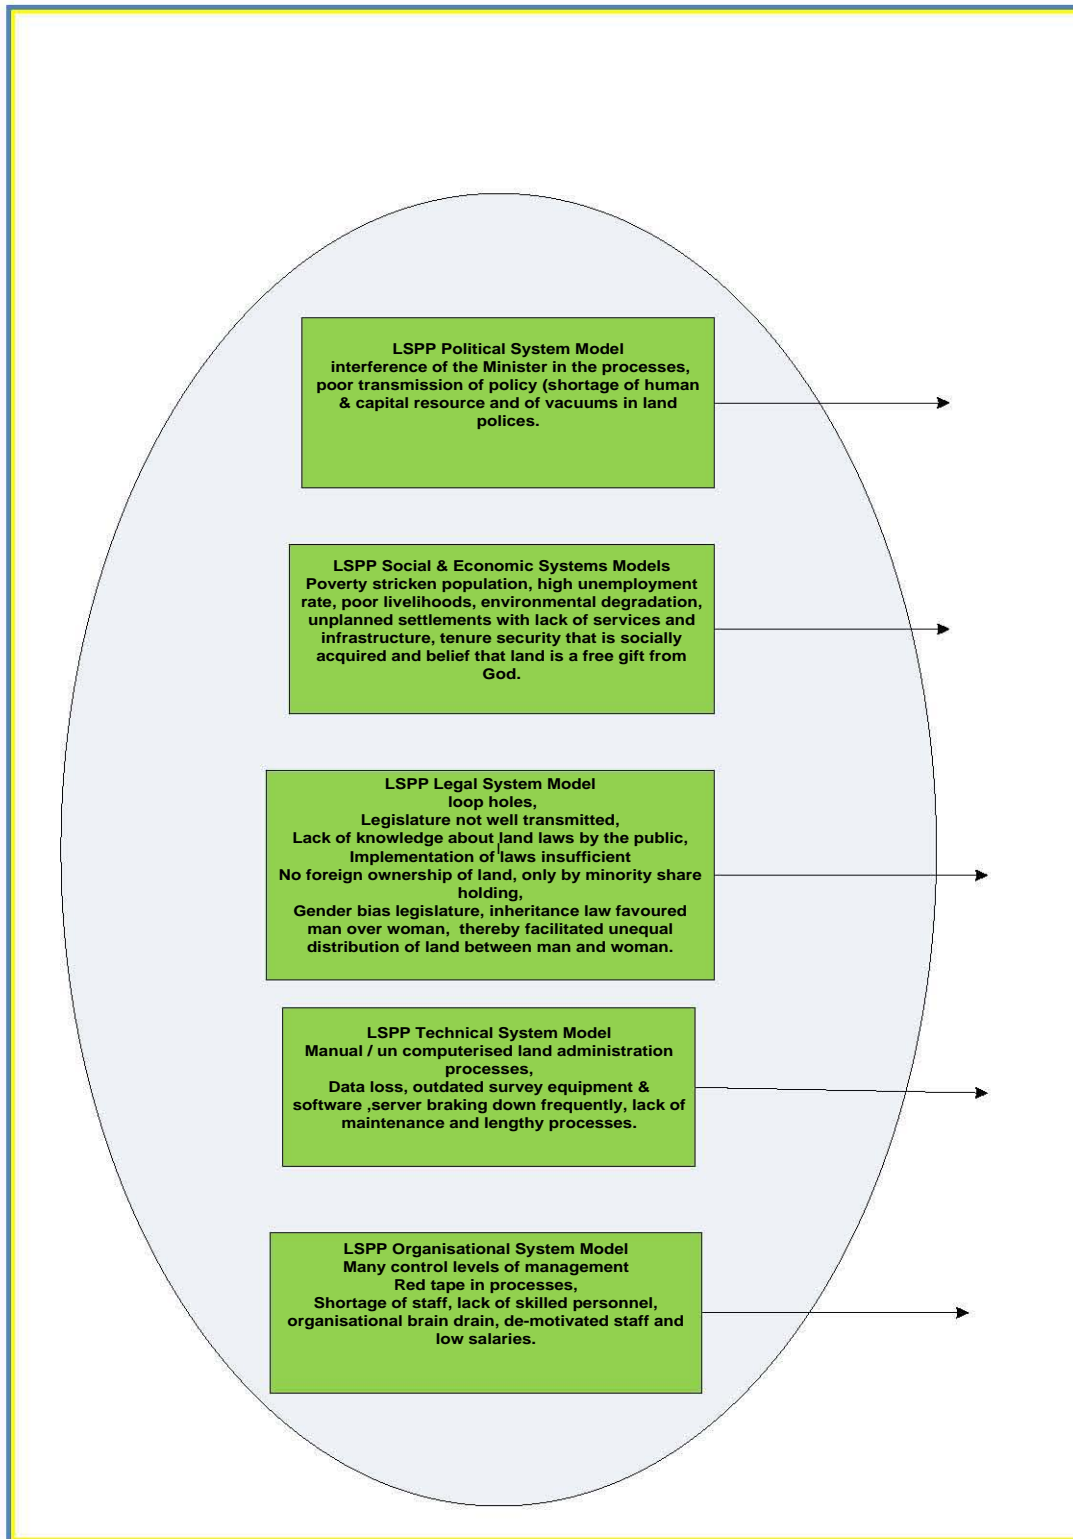 LSPP Political System Model
interference of the Minister in the processes,
poor transmission of policy (shortage of human
& capital resource and of vacuums in land
polices.
LSPP Social & Economic Systems Models
Poverty stricken population, high unemployment
rate, poor livelihoods, environmental degradation,
unplanned settlements with lack of services and
infrastructure, tenure security that is socially
acquired and belief that land is a free gift from
God.
LSPP Legal System Model
loop holes,
Legislature not well transmitted,
Lack of knowledge about land laws by the public,
Implementation of laws insufficient
No foreign ownership of land, only by minority share
holding,
Gender bias legislature, inheritance law favoured
man over woman, thereby facilitated unequal
distribution of land between man and woman.
LSPP Technical System Model
Manual / un computerised land administration
processes,
Data loss, outdated survey equipment &
software ,server braking down frequently, lack of
maintenance and lengthy processes.
LSPP Organisational System Model
Many control levels of management
Red tape in processes,
Shortage of staff, lack of skilled personnel,
organisational brain drain, de-motivated staff and
low salaries.